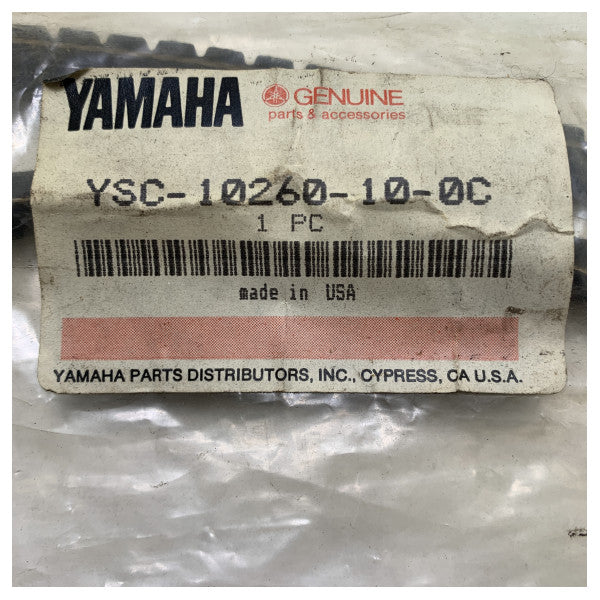 YAMAHA GENUINE
parts & accessories
YSC-10260-10-0C
1 PC
made in USA
YAMAHA PARTS DISTRIBUTORS, INC., CYPRESS, CA U.S.A.